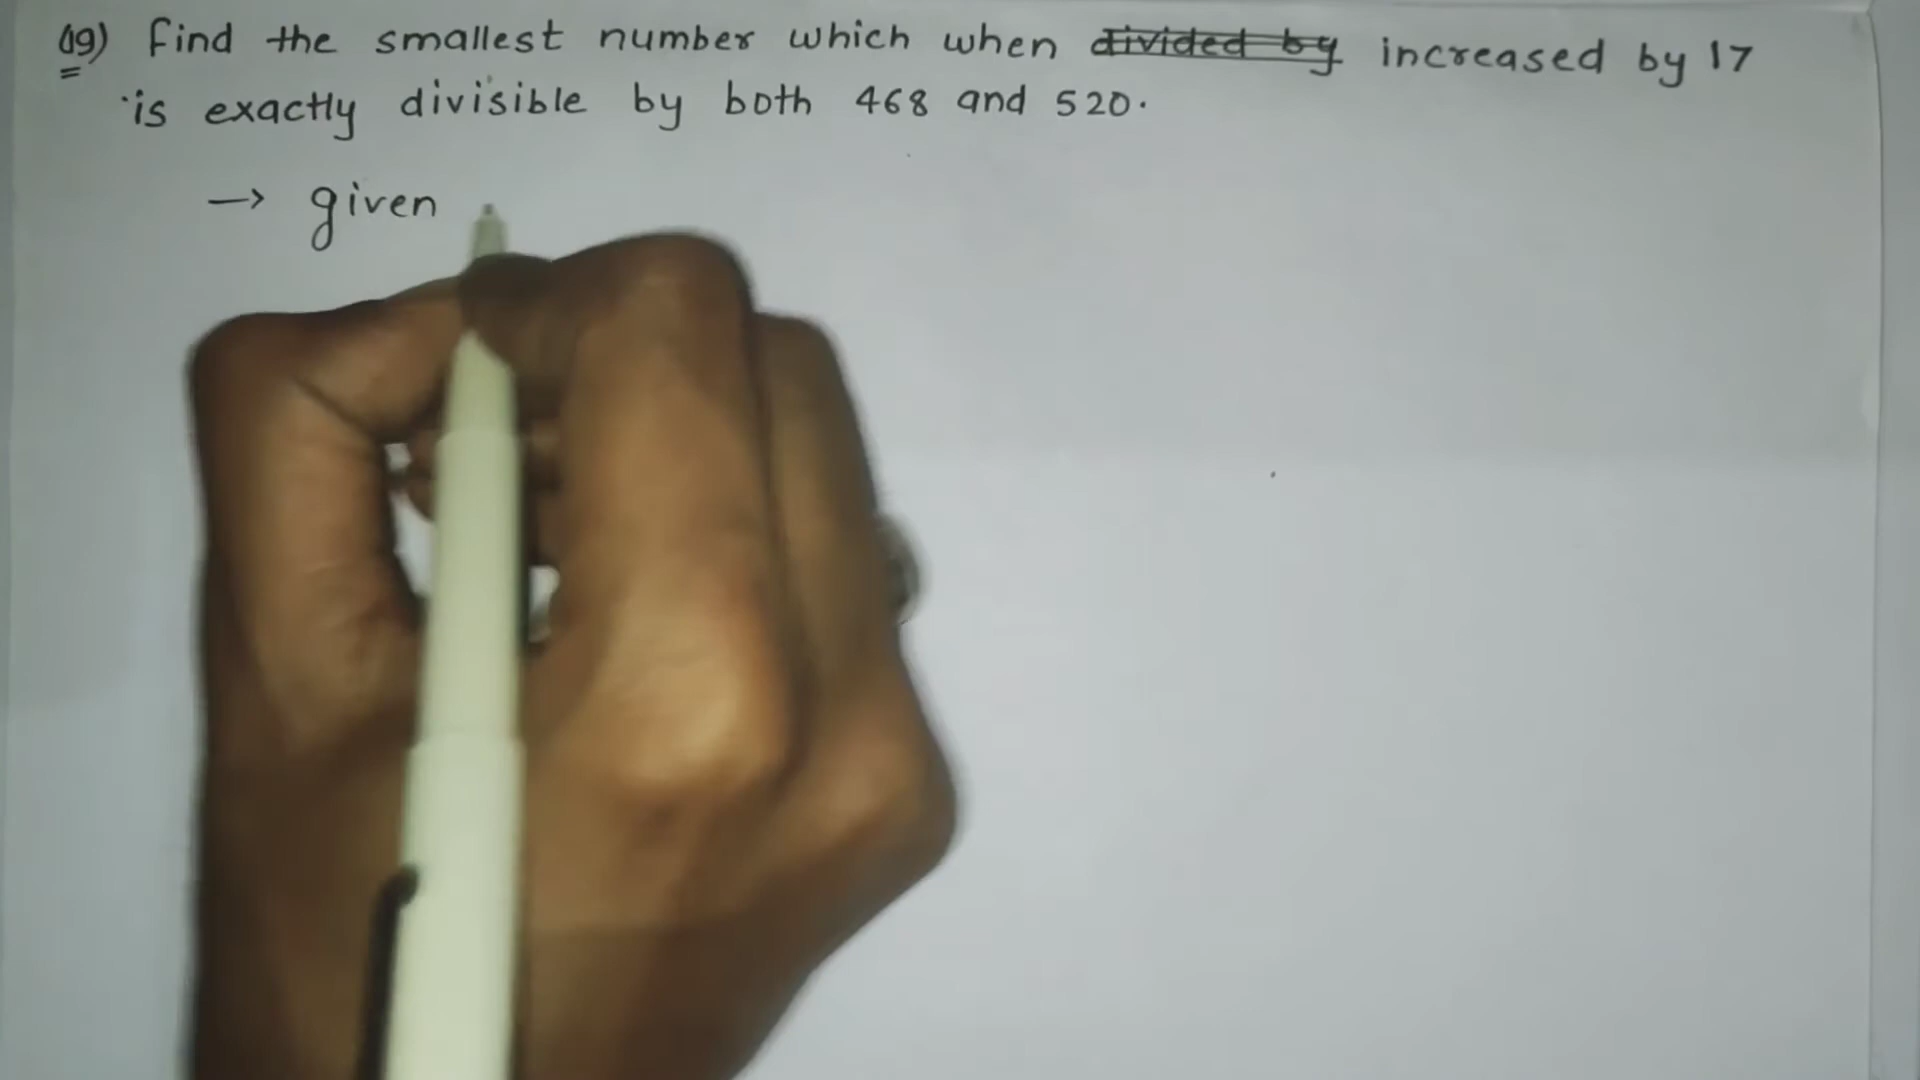 19) Find the smallest number which when divided by increased by 17
is exactly divisible by both 468 and 520.
→ given